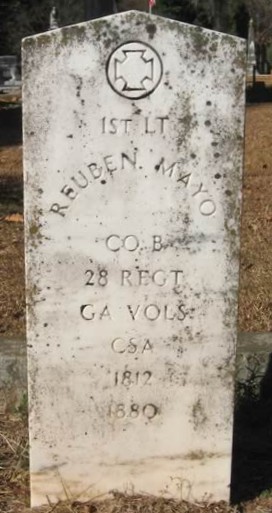 1ST LT
REUBEN MAYO
CO B
28 REGT
GA VOLS
CSA
1812
1880